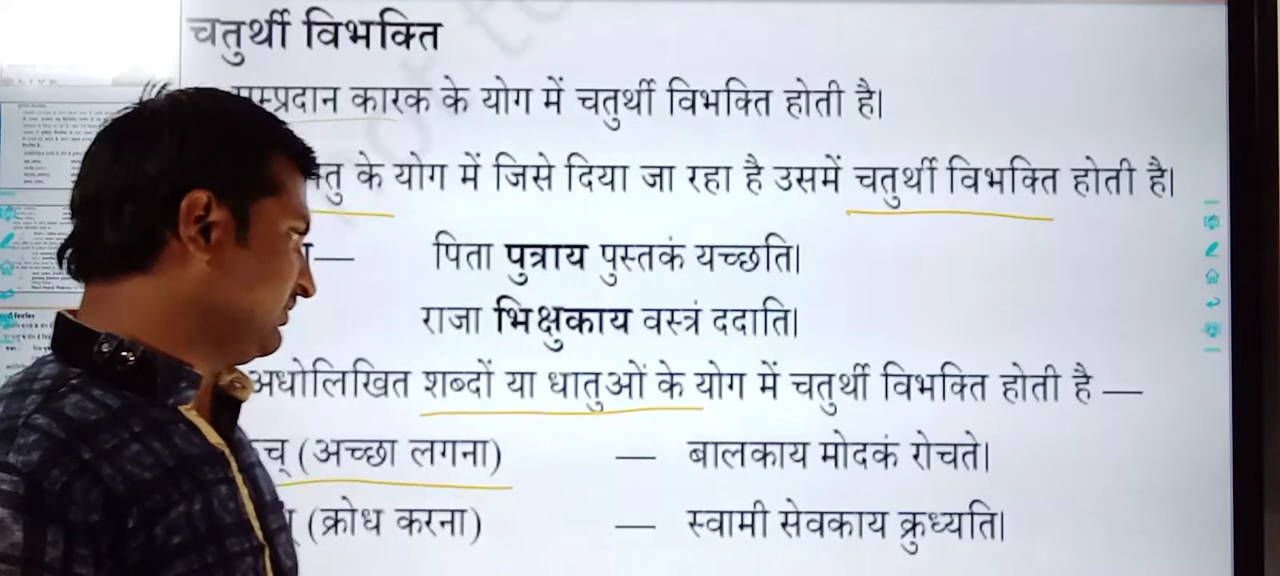 चतुर्थी विभक्ति
सम्प्रदान कारक के योग में चतुर्थी विभक्ति होती है।
के योग में जिसे दिया जा रहा है उसमें चतुर्थी विभक्ति होती है।
— पिता पुत्राय पुस्तकं यच्छति।
राजा भिक्षुकाय वस्त्रं ददाति।
अधोलिखित शब्दों या धातुओं के योग में चतुर्थी विभक्ति होती है —
(अच्छा लगना) — बालकाय मोदकं रोचते।
(क्रोध करना) — स्वामी सेवकाय क्रुध्यति।